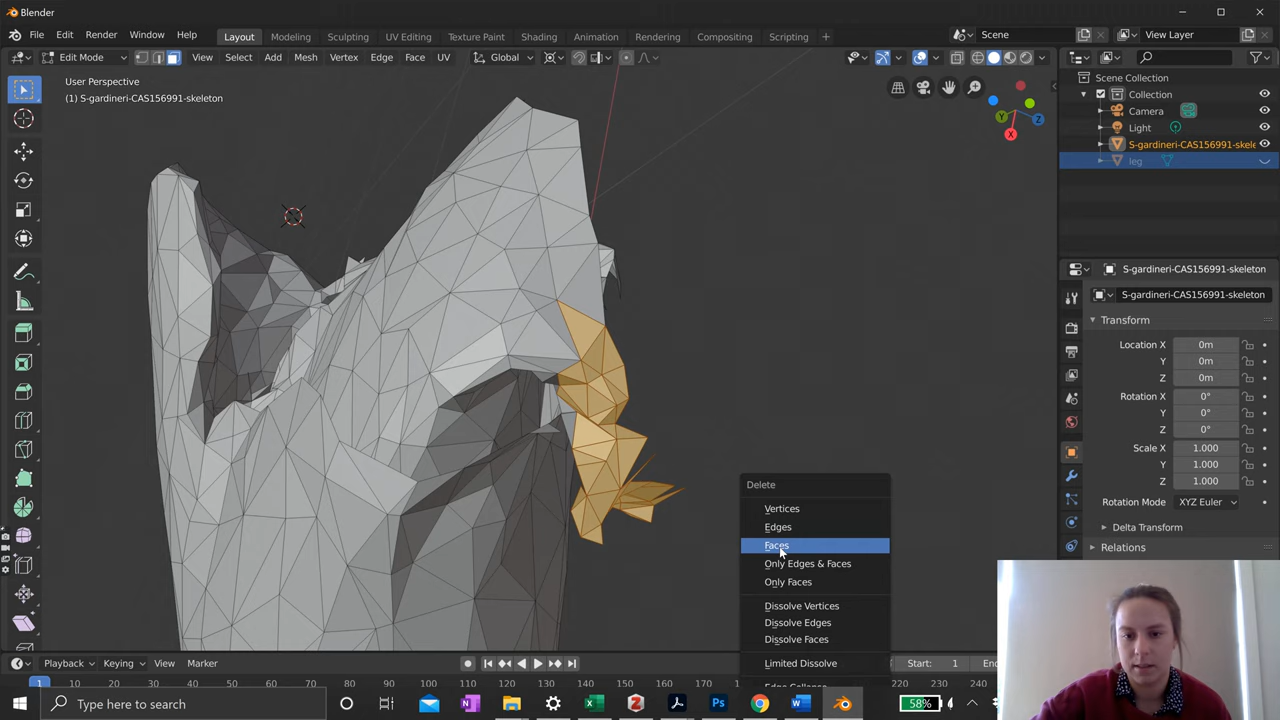 Blender
File Edit Render Window Help
Layout Modeling Sculpting UV Editing Texture Paint Shading Animation Rendering Compositing Scripting +
Scene
View Layer
Edit Mode View Select Add Mesh Vertex Edge Face UV
Global
User Perspective
(1) S-gardineri-CAS156991-skeleton
Y
Z
X
Scene Collection
Collection
Camera
Light
S-gardineri-CAS156991-skele
leg
S-gardineri-CAS156991-skeleton
S-gardineri-CAS156991-skeleton
Transform
Location X 0m
Y 0m
Z 0m
Rotation X 0°
Y 0°
Z 0°
Scale X 1.000
Y 1.000
Z 1.000
Rotation Mode XYZ Euler
Delta Transform
Relations
Delete
Vertices
Edges
Faces
Only Edges & Faces
Only Faces
Dissolve Vertices
Dissolve Edges
Dissolve Faces
Limited Dissolve
Edge Collapse
Playback Keying View Marker
Start: 1
1 10 20 30 40 50 60 70 80 90 100 110 120 130 140 150
Type here to search
58%